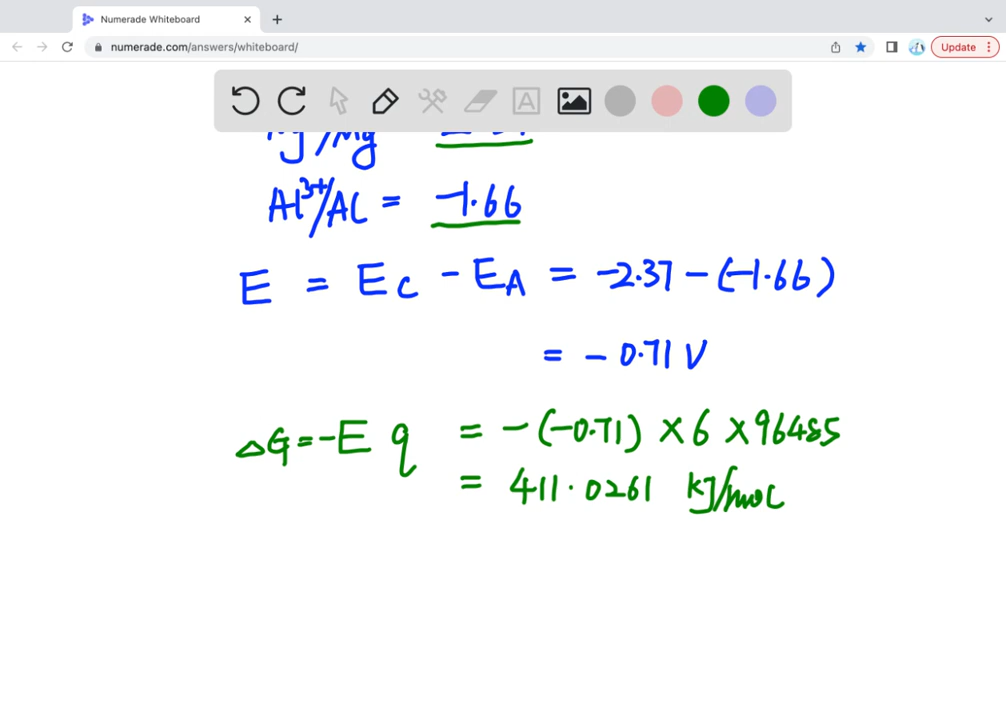 Numerade Whiteboard
numerade.com/answers/whiteboard/
Update
A
Al³⁺/Al = -1.66
E = E_C - E_A = -2.37 - (-1.66)
= -0.71 V
ΔG = -E q = -(-0.71) × 6 × 96485
= 411.0261 kJ/mol